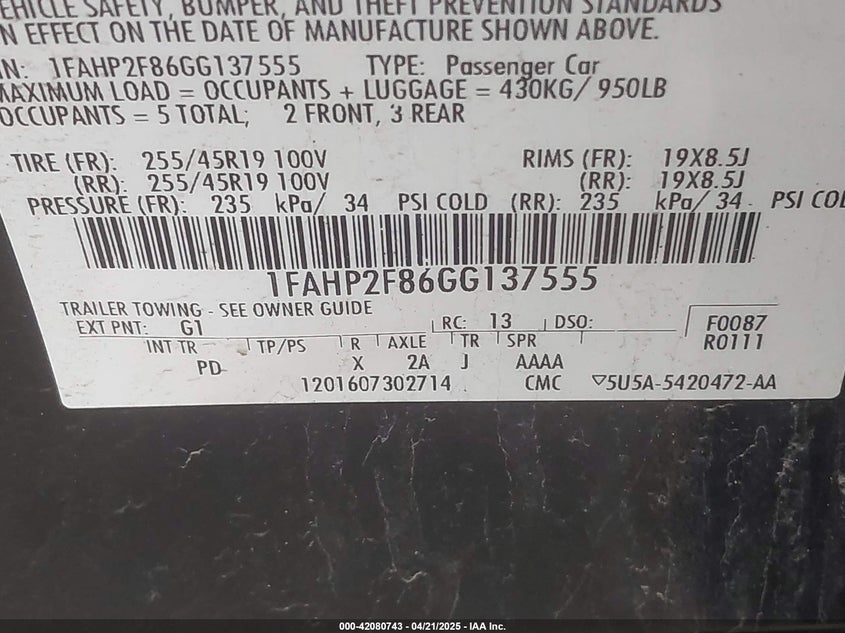 VEHICLE SAFETY, BUMPER, AND THEFT PREVENTION STANDARDS
IN EFFECT ON THE DATE OF MANUFACTURE SHOWN ABOVE.
IN: 1FAHP2F86GG137555 TYPE: Passenger Car
MAXIMUM LOAD = OCCUPANTS + LUGGAGE = 430KG/ 950LB
OCCUPANTS = 5 TOTAL; 2 FRONT, 3 REAR
TIRE (FR): 255/45R19 100V RIMS (FR): 19X8.5J
(RR): 255/45R19 100V (RR): 19X8.5J
PRESSURE (FR): 235 kPa/ 34 PSI COLD (RR): 235 kPa/ 34 PSI COL
1FAHP2F86GG137555
TRAILER TOWING - SEE OWNER GUIDE
EXT PNT: G1 RC: 13 DSO: F0087
R0111
INT TR TP/PS R AXLE TR SPR
PD X 2A J AAAA
1201607302714 CMC ▽5U5A-5420472-AA
000-42080743 - 04/21/2025 - IAA Inc.